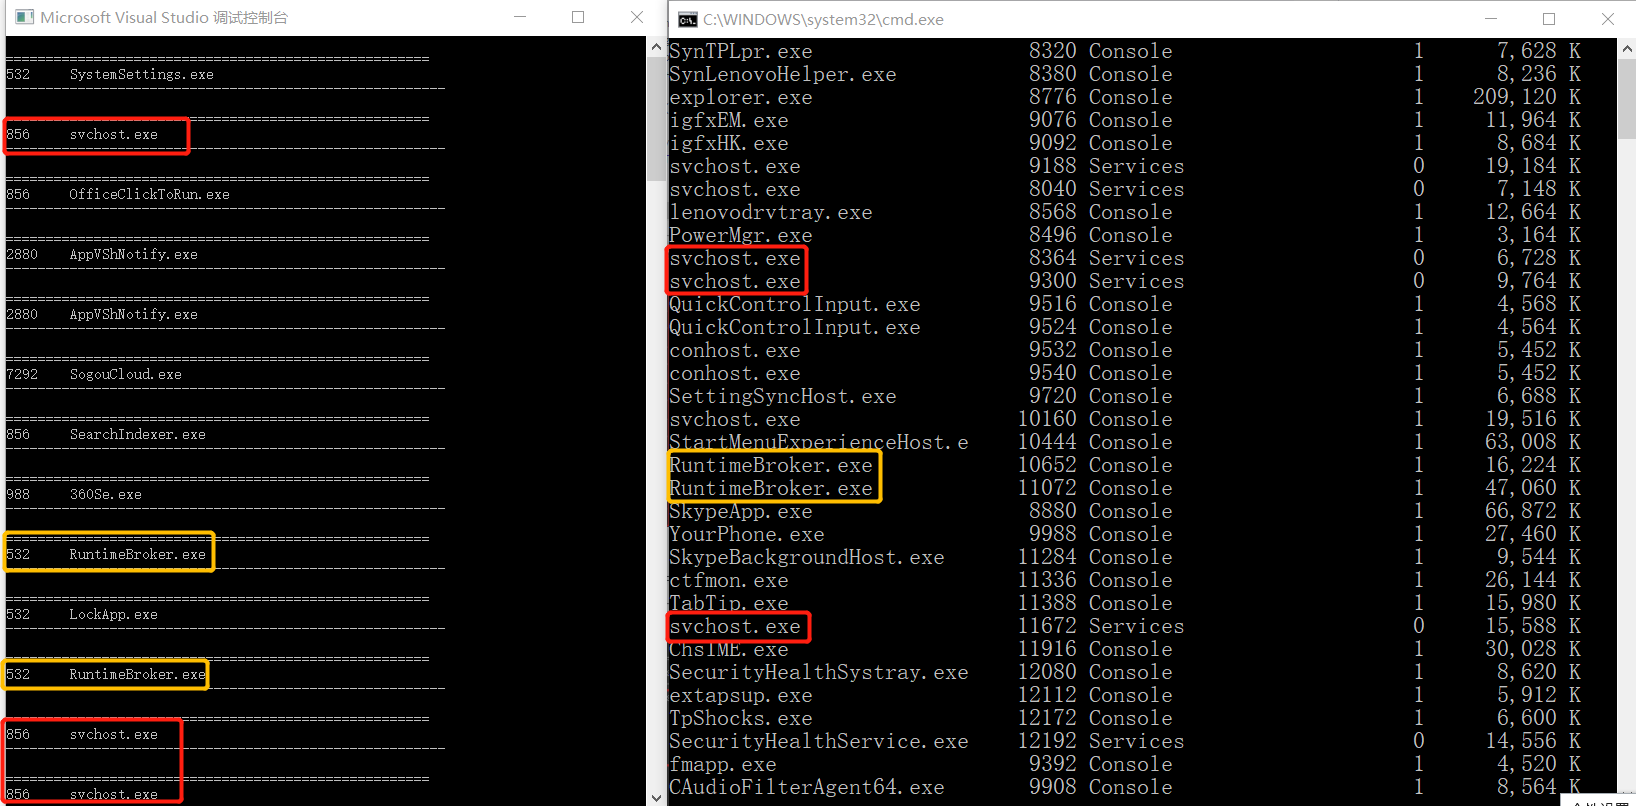 Microsoft Visual Studio 调试控制台
================================================
532 SystemSettings.exe
--------------------------------------------------
================================================
856 svchost.exe
--------------------------------------------------
================================================
856 OfficeClickToRun.exe
--------------------------------------------------
================================================
2880 AppVShNotify.exe
--------------------------------------------------
================================================
2880 AppVShNotify.exe
--------------------------------------------------
================================================
7292 SogouCloud.exe
--------------------------------------------------
================================================
856 SearchIndexer.exe
--------------------------------------------------
================================================
988 360Se.exe
--------------------------------------------------
================================================
532 RuntimeBroker.exe
--------------------------------------------------
================================================
532 LockApp.exe
--------------------------------------------------
================================================
532 RuntimeBroker.exe
--------------------------------------------------
================================================
856 svchost.exe
--------------------------------------------------
================================================
856 svchost.exe
C:\WINDOWS\system32\cmd.exe
SynTPLpr.exe 8320 Console 1 7,628 K
SynLenovoHelper.exe 8380 Console 1 8,236 K
explorer.exe 8776 Console 1 209,120 K
igfxEM.exe 9076 Console 1 11,964 K
igfxHK.exe 9092 Console 1 8,684 K
svchost.exe 9188 Services 0 19,184 K
svchost.exe 8040 Services 0 7,148 K
lenovodrvtray.exe 8568 Console 1 12,664 K
PowerMgr.exe 8496 Console 1 3,164 K
svchost.exe 8364 Services 0 6,728 K
svchost.exe 9300 Services 0 9,764 K
QuickControlInput.exe 9516 Console 1 4,568 K
QuickControlInput.exe 9524 Console 1 4,564 K
conhost.exe 9532 Console 1 5,452 K
conhost.exe 9540 Console 1 5,452 K
SettingSyncHost.exe 9720 Console 1 6,688 K
svchost.exe 10160 Console 1 19,516 K
StartMenuExperienceHost.e 10444 Console 1 63,008 K
RuntimeBroker.exe 10652 Console 1 16,224 K
RuntimeBroker.exe 11072 Console 1 47,060 K
SkypeApp.exe 8880 Console 1 66,872 K
YourPhone.exe 9988 Console 1 27,460 K
SkypeBackgroundHost.exe 11284 Console 1 9,544 K
ctfmon.exe 11336 Console 1 26,144 K
TabTip.exe 11388 Console 1 15,980 K
svchost.exe 11672 Services 0 15,588 K
ChsIME.exe 11916 Console 1 30,028 K
SecurityHealthSystray.exe 12080 Console 1 8,620 K
extapsup.exe 12112 Console 1 5,912 K
TpShocks.exe 12172 Console 1 6,600 K
SecurityHealthService.exe 12192 Services 0 14,556 K
fmapp.exe 9392 Console 1 4,520 K
CAudioFilterAgent64.exe 9908 Console 1 8,564 K